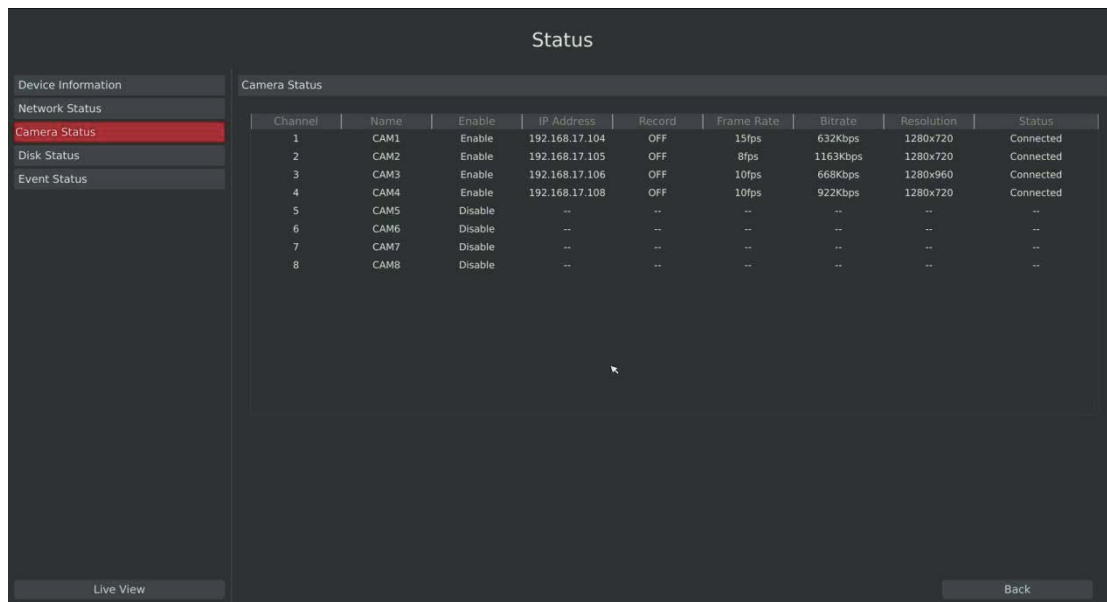 Status
Device Information
Network Status
Camera Status
Disk Status
Event Status
Camera Status
Channel Name Enable IP Address Record Frame Rate Bitrate Resolution Status
1 CAM1 Enable 192.168.17.104 OFF 15fps 632Kbps 1280x720 Connected
2 CAM2 Enable 192.168.17.105 OFF 8fps 1163Kbps 1280x720 Connected
3 CAM3 Enable 192.168.17.106 OFF 10fps 668Kbps 1280x960 Connected
4 CAM4 Enable 192.168.17.108 OFF 10fps 922Kbps 1280x720 Connected
5 CAM5 Disable -- -- -- -- -- --
6 CAM6 Disable -- -- -- -- -- --
7 CAM7 Disable -- -- -- -- -- --
8 CAM8 Disable -- -- -- -- -- --
Live View
Back